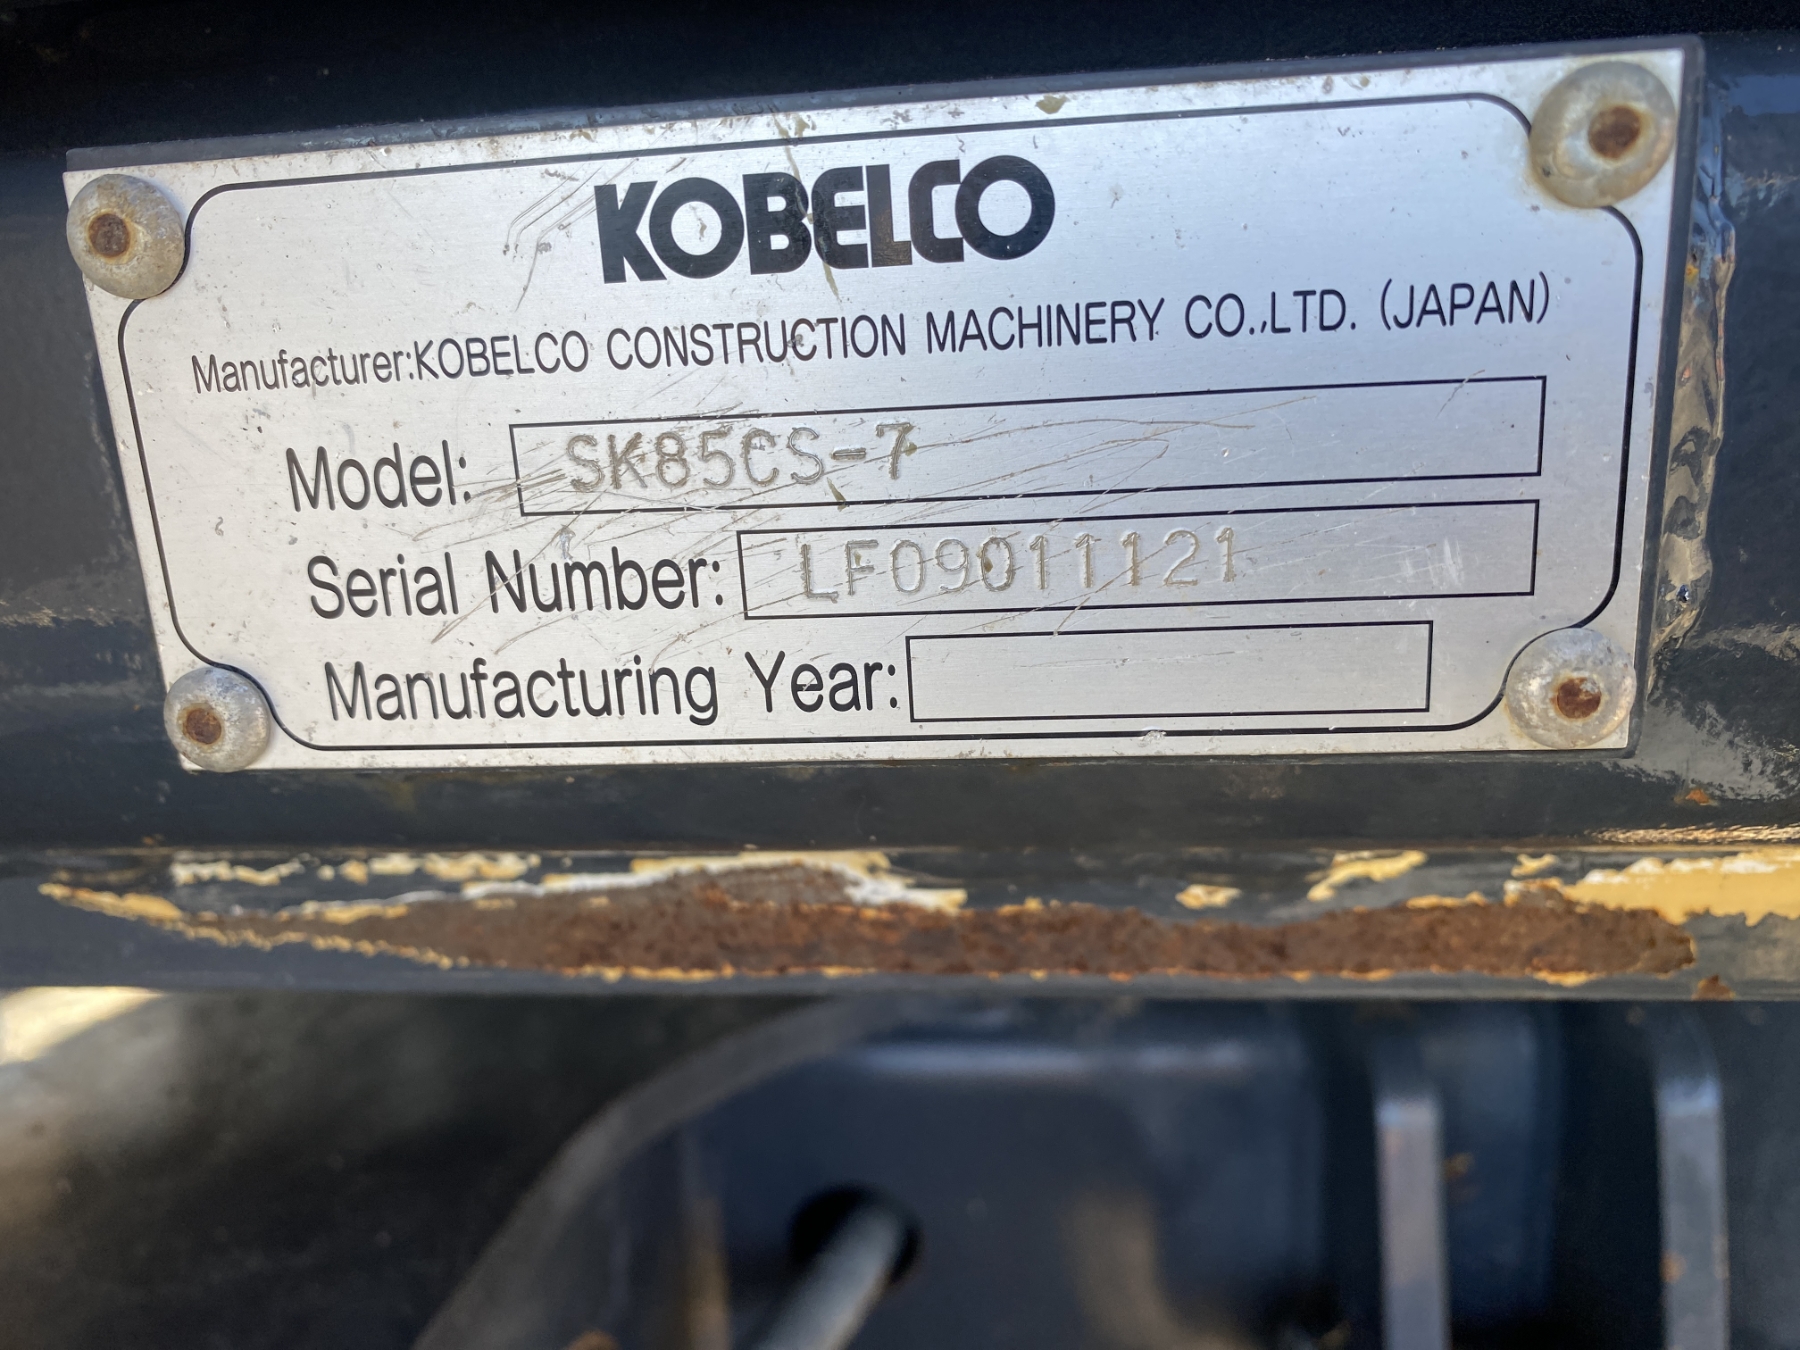 KOBELCO
Manufacturer:KOBELCO CONSTRUCTION MACHINERY CO.,LTD. (JAPAN)
Model: SK85CS-7
Serial Number: LF09011121
Manufacturing Year: